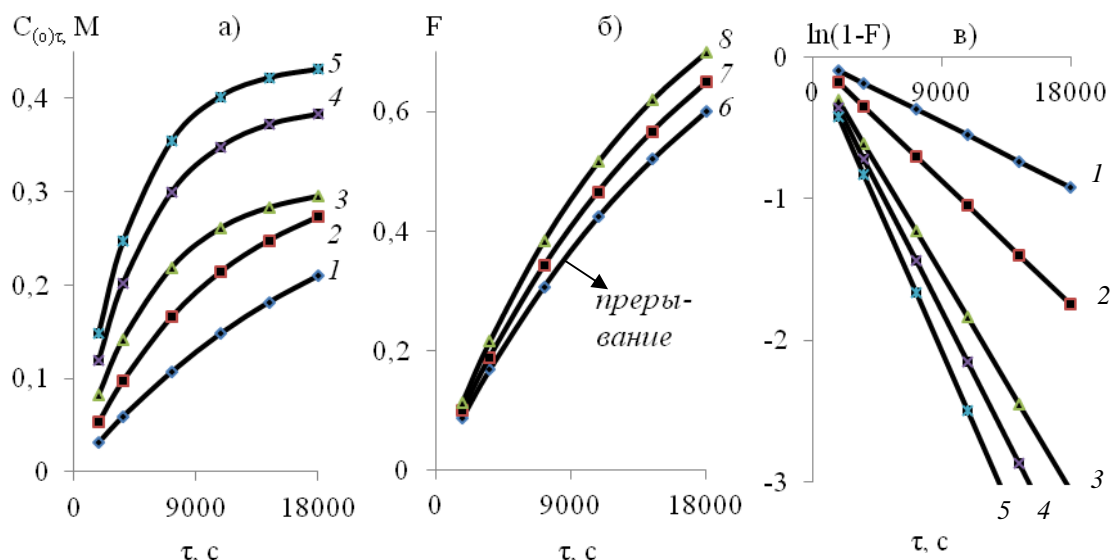 C(о)τ, М а)
0,4
0,3
0,2
0,1
0
0 9000 18000
τ, с
5
4
3
2
1
F б)
0,6
0,4
0,2
0
0 9000 18000
τ, с
8
7
6
преры-
вание
ln(1-F) в)
0
-1
-2
-3
9000 18000
1
2
3
5 4
τ, с